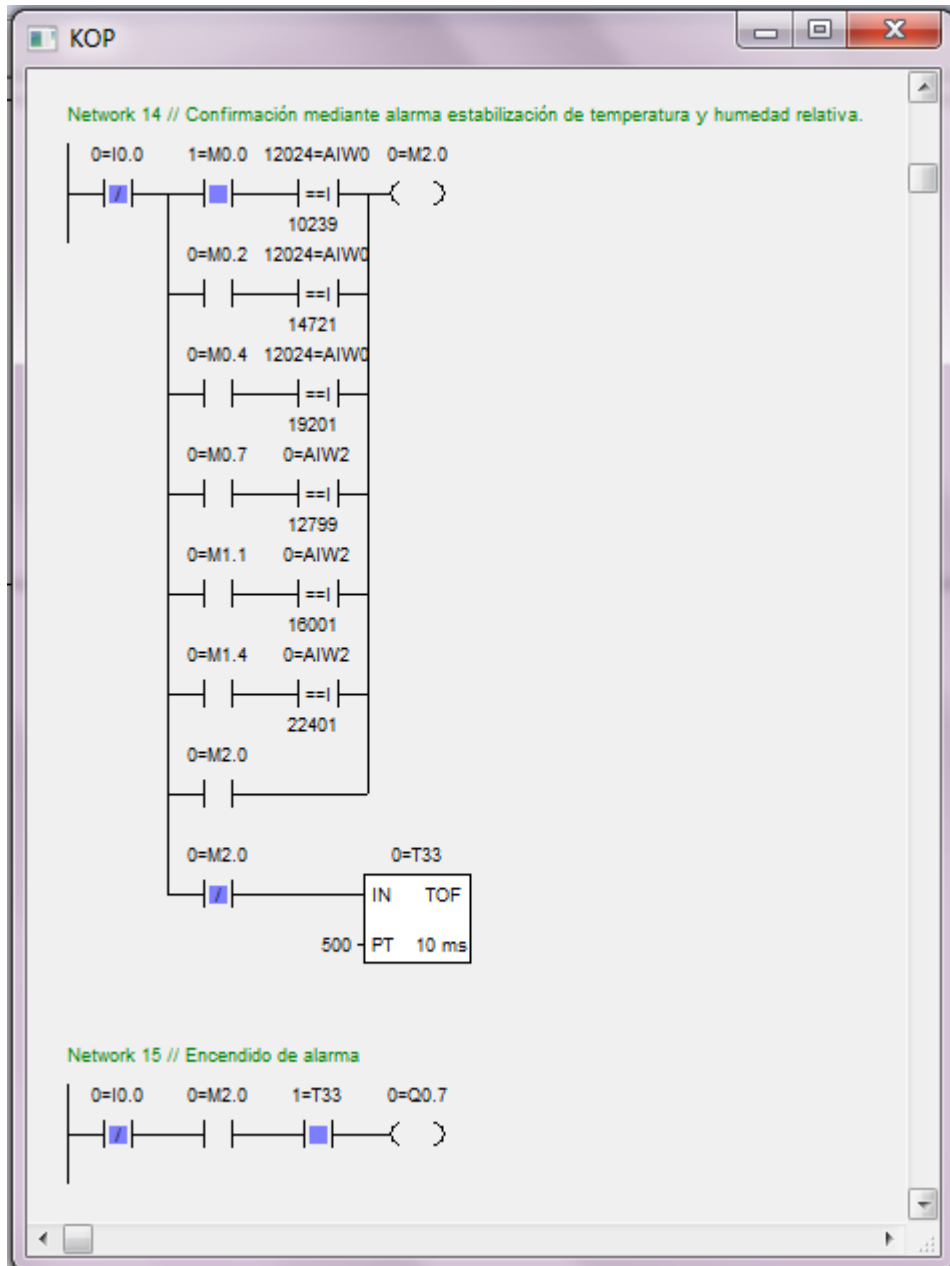 KOP
Network 14 // Confirmación mediante alarma estabilización de temperatura y humedad relativa.
0=I0.0 1=M0.0 12024=AIW0 0=M2.0
/ ==I
10239
0=M0.2 12024=AIW0
==I
14721
0=M0.4 12024=AIW0
==I
19201
0=M0.7 0=AIW2
==I
12799
0=M1.1 0=AIW2
==I
16001
0=M1.4 0=AIW2
==I
22401
0=M2.0
0=M2.0 0=T33
/ IN TOF
500 PT 10 ms
Network 15 // Encendido de alarma
0=I0.0 0=M2.0 1=T33 0=Q0.7
/